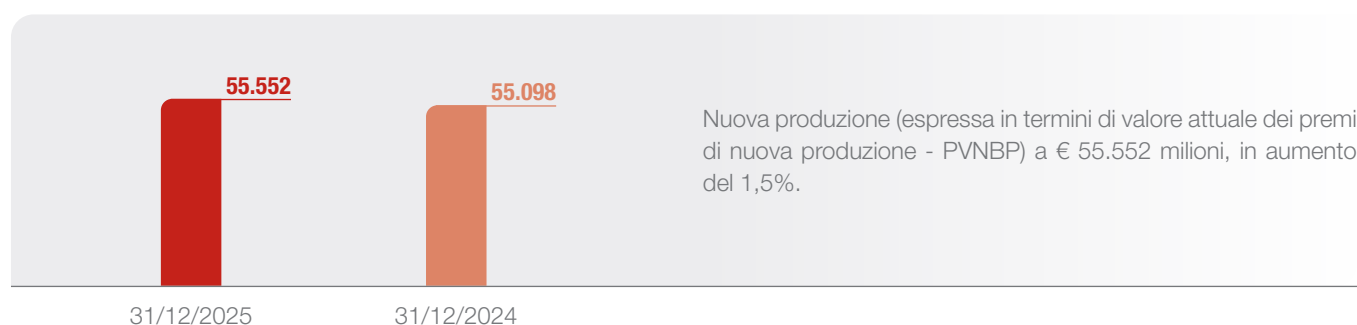 55.552
55.098
Nuova produzione (espressa in termini di valore attuale dei premi
di nuova produzione - PVNBP) a € 55.552 milioni, in aumento
del 1,5%.
31/12/2025
31/12/2024